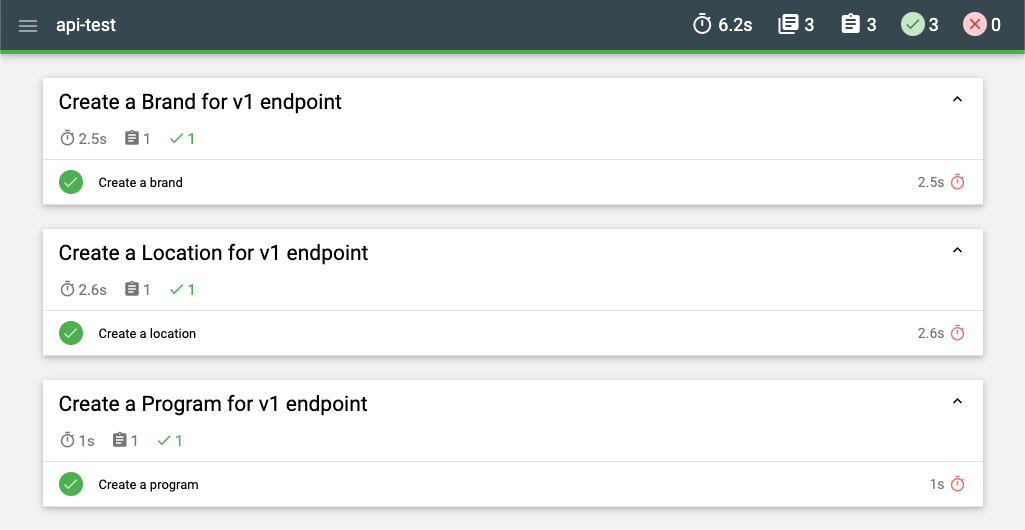 api-test 6.2s 3 3 3 0
Create a Brand for v1 endpoint
2.5s 1 1
Create a brand 2.5s
Create a Location for v1 endpoint
2.6s 1 1
Create a location 2.6s
Create a Program for v1 endpoint
1s 1 1
Create a program 1s